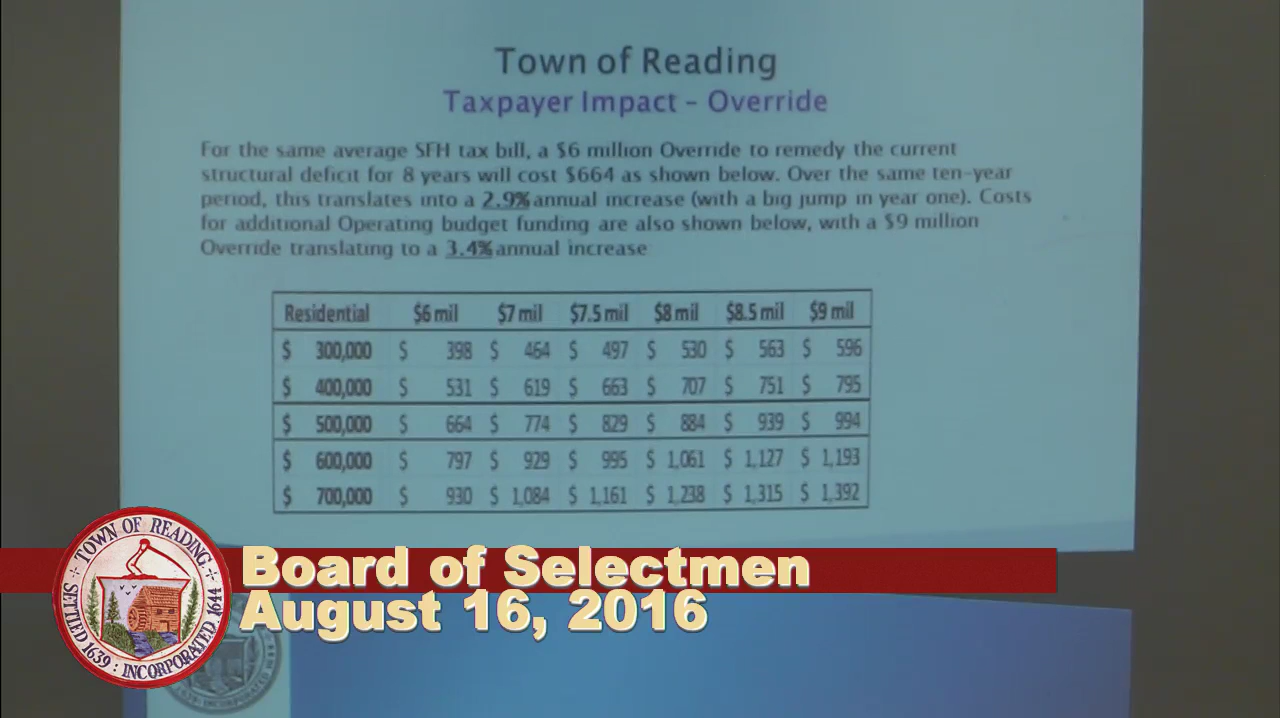 Town of Reading
Taxpayer Impact - Override
For the same average SFH tax bill, a $6 million Override to remedy the current
structural deficit for 8 years will cost $664 as shown below. Over the same ten-year
period, this translates into a 2.9% annual increase (with a big jump in year one). Costs
for additional Operating budget funding are also shown below, with a $9 million
Override translating to a 3.4% annual increase
Residential $6 mil $7 mil $7.5 mil $8 mil $8.5 mil $9 mil
$ 300,000 $ 398 $ 464 $ 497 $ 530 $ 563 $ 596
$ 400,000 $ 531 $ 619 $ 663 $ 707 $ 751 $ 795
$ 500,000 $ 664 $ 774 $ 829 $ 884 $ 939 $ 994
$ 600,000 $ 797 $ 929 $ 995 $ 1,061 $ 1,127 $ 1,193
$ 700,000 $ 930 $ 1,084 $ 1,161 $ 1,238 $ 1,315 $ 1,392
TOWN OF READING
SETTLED 1639 : INCORPORATED 1644
Board of Selectmen
August 16, 2016